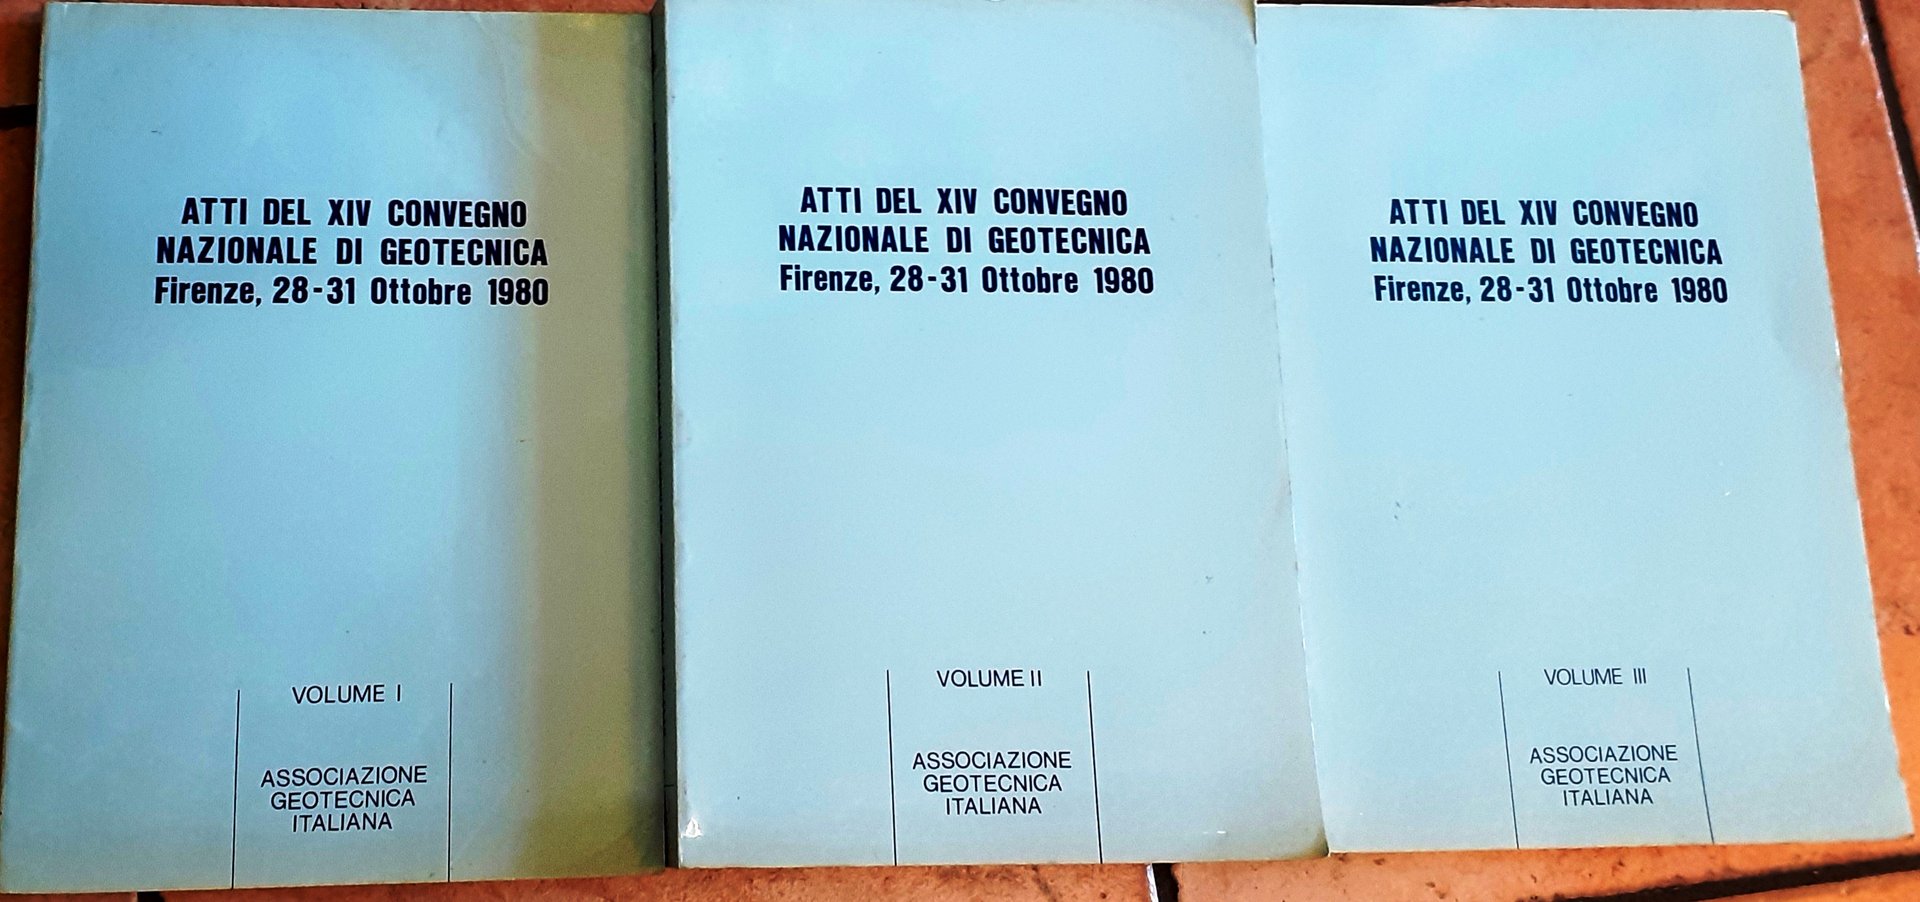 ATTI DEL XIV CONVEGNO
NAZIONALE DI GEOTECNICA
Firenze, 28-31 Ottobre 1980
VOLUME I
ASSOCIAZIONE
GEOTECNICA
ITALIANA
ATTI DEL XIV CONVEGNO
NAZIONALE DI GEOTECNICA
Firenze, 28-31 Ottobre 1980
VOLUME II
ASSOCIAZIONE
GEOTECNICA
ITALIANA
ATTI DEL XIV CONVEGNO
NAZIONALE DI GEOTECNICA
Firenze, 28-31 Ottobre 1980
VOLUME III
ASSOCIAZIONE
GEOTECNICA
ITALIANA